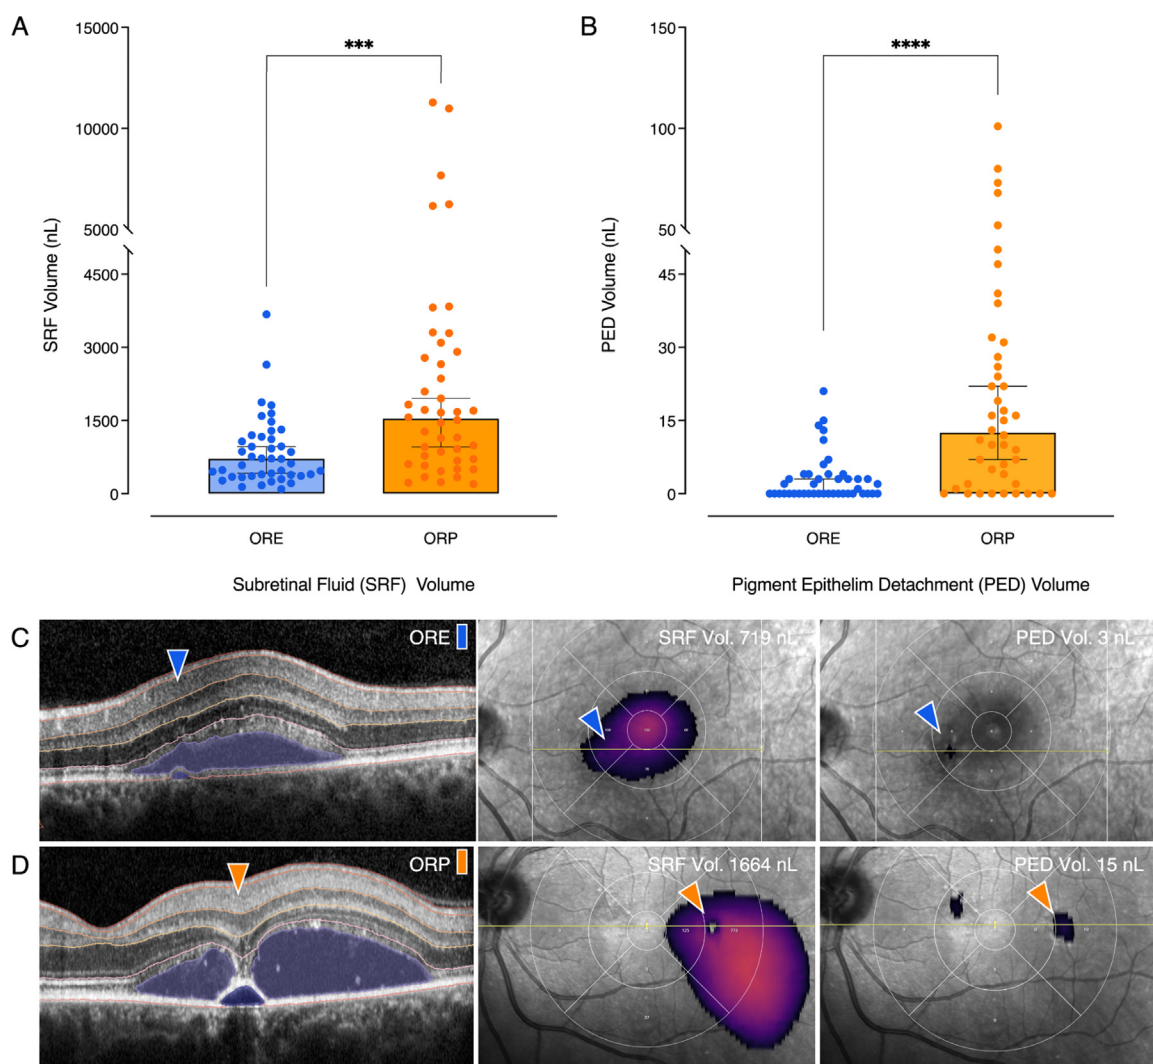 A
15000
10000
5000
4500
3000
1500
0
SRF Volume (nL)
***
ORE
ORP
Subretinal Fluid (SRF) Volume
B
150
100
50
45
30
15
0
PED Volume (nL)
****
ORE
ORP
Pigment Epithelim Detachment (PED) Volume
C
ORE
SRF Vol. 719 nL
PED Vol. 3 nL
D
ORP
SRF Vol. 1664 nL
PED Vol. 15 nL